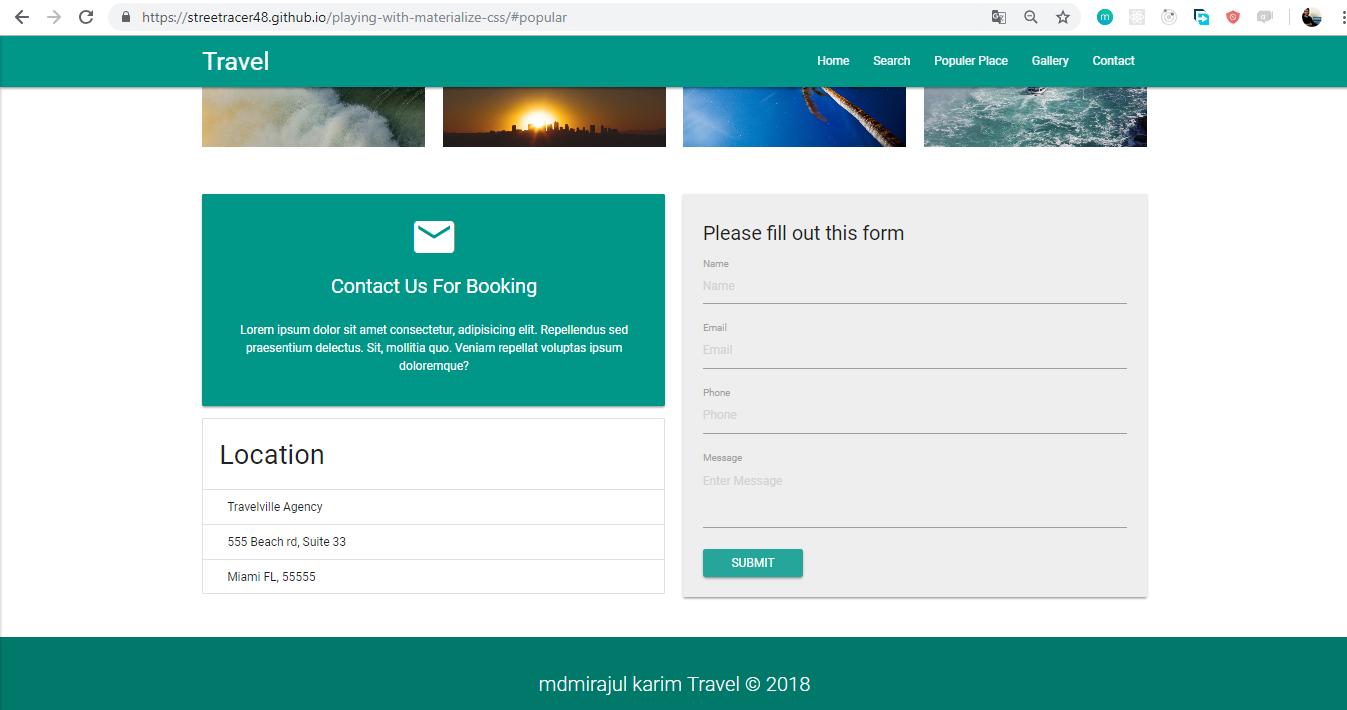 https://streetracer48.github.io/playing-with-materialize-css/#popular
Travel
Home Search Populer Place Gallery Contact
Contact Us For Booking
Lorem ipsum dolor sit amet consectetur, adipisicing elit. Repellendus sed
praesentium delectus. Sit, mollitia quo. Veniam repellat voluptas ipsum
doloremque?
Location
Travelville Agency
555 Beach rd, Suite 33
Miami FL, 55555
Please fill out this form
Name
Name
Email
Email
Phone
Phone
Message
Enter Message
SUBMIT
mdmirajul karim Travel © 2018